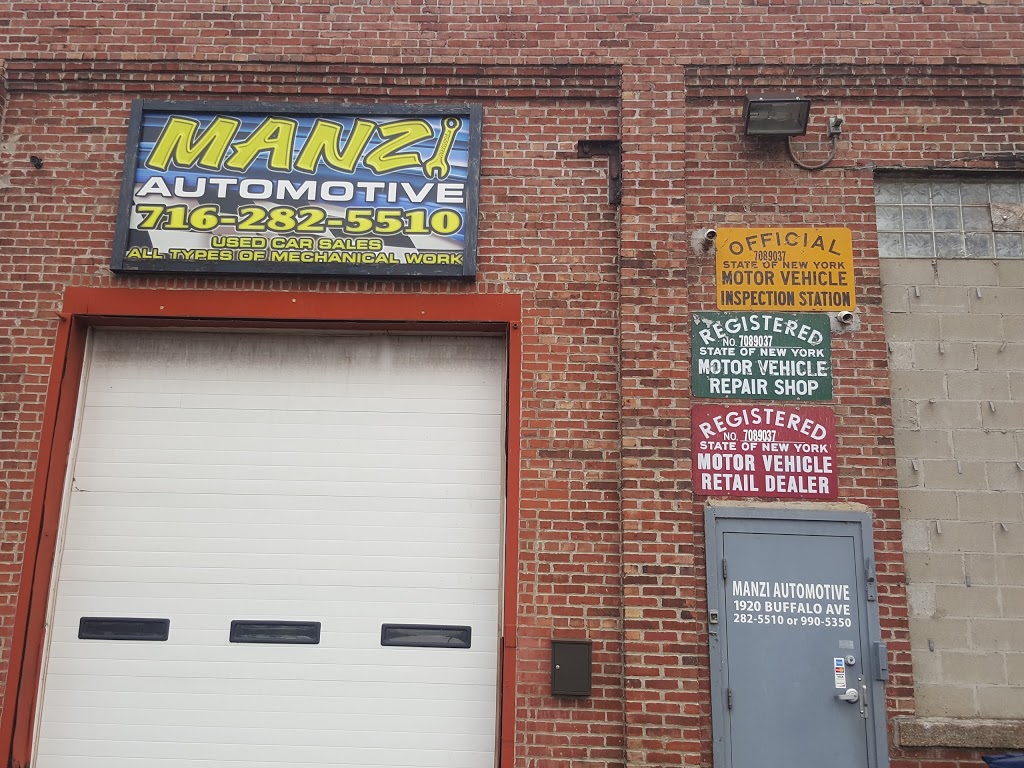 MANZI
AUTOMOTIVE
716-282-5510
USED CAR SALES
ALL TYPES OF MECHANICAL WORK
OFFICIAL
7089037
STATE OF NEW YORK
MOTOR VEHICLE
INSPECTION STATION
REGISTERED
NO. 7089037
STATE OF NEW YORK
MOTOR VEHICLE
REPAIR SHOP
REGISTERED
NO. 7089037
STATE OF NEW YORK
MOTOR VEHICLE
RETAIL DEALER
MANZI AUTOMOTIVE
1920 BUFFALO AVE
282-5510 or 990-5350